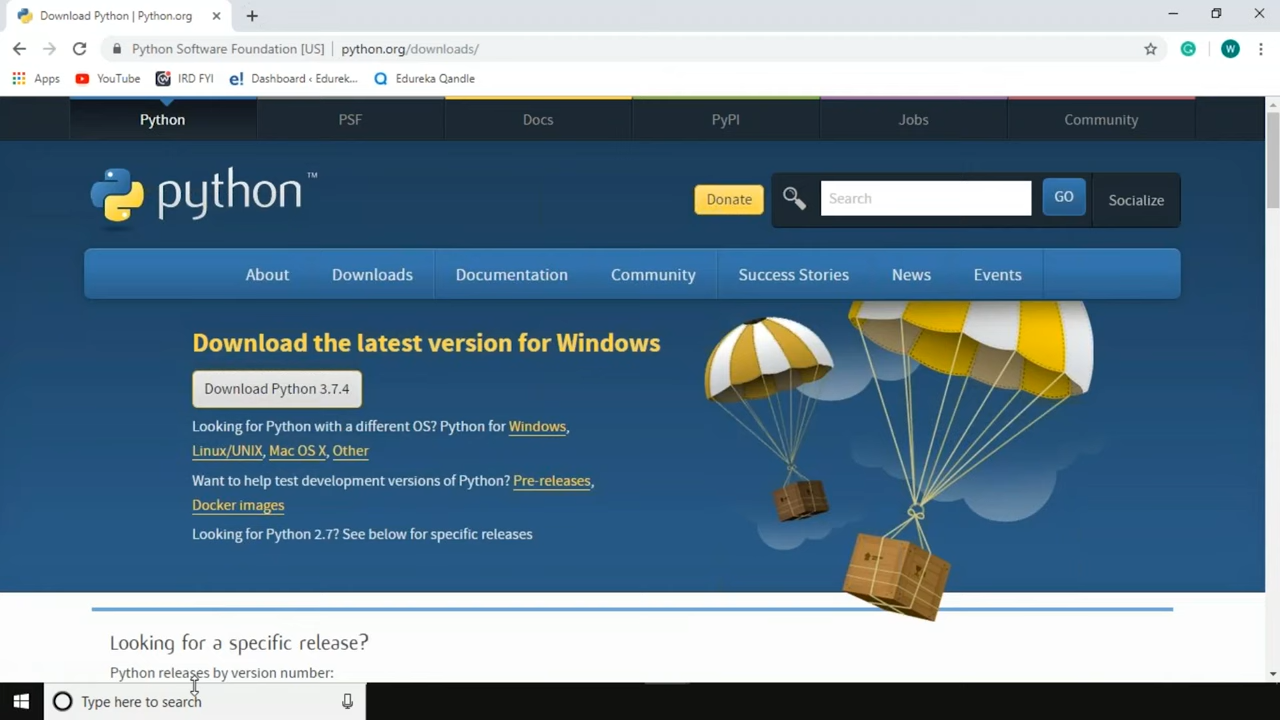 Download Python | Python.org
Python Software Foundation [US] | python.org/downloads/
W
Apps YouTube IRD FYI e! Dashboard ‹ Edurek... Edureka Qandle
Python PSF Docs PyPI Jobs Community
python™
Donate Search GO Socialize
About Downloads Documentation Community Success Stories News Events
Download the latest version for Windows
Download Python 3.7.4
Looking for Python with a different OS? Python for Windows,
Linux/UNIX, Mac OS X, Other
Want to help test development versions of Python? Pre-releases,
Docker images
Looking for Python 2.7? See below for specific releases
Looking for a specific release?
Python releases by version number:
Type here to search